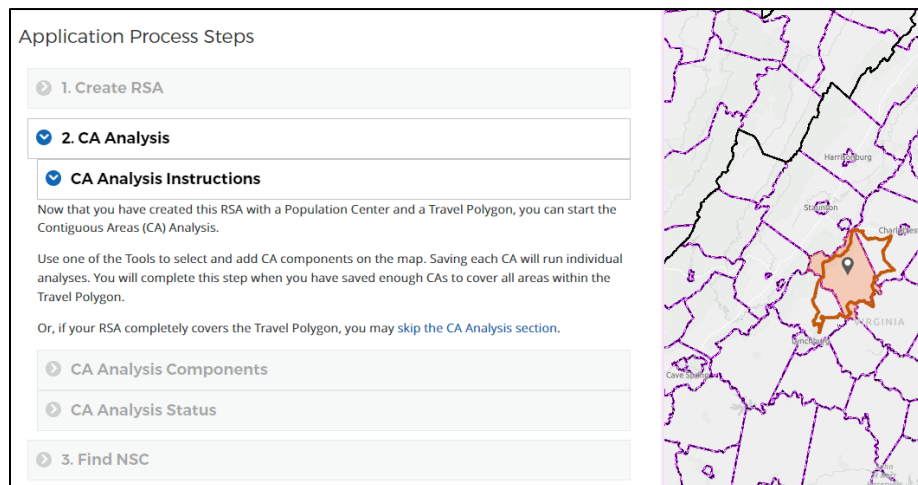 Application Process Steps
1. Create RSA
2. CA Analysis
CA Analysis Instructions
Now that you have created this RSA with a Population Center and a Travel Polygon, you can start the
Contiguous Areas (CA) Analysis.
Use one of the Tools to select and add CA components on the map. Saving each CA will run individual
analyses. You will complete this step when you have saved enough CAs to cover all areas within the
Travel Polygon.
Or, if your RSA completely covers the Travel Polygon, you may skip the CA Analysis section.
CA Analysis Components
CA Analysis Status
3. Find NSC
Harrisonburg
Staunton
Charlottes
VIRGINIA
Lynchburg
Cave Spring